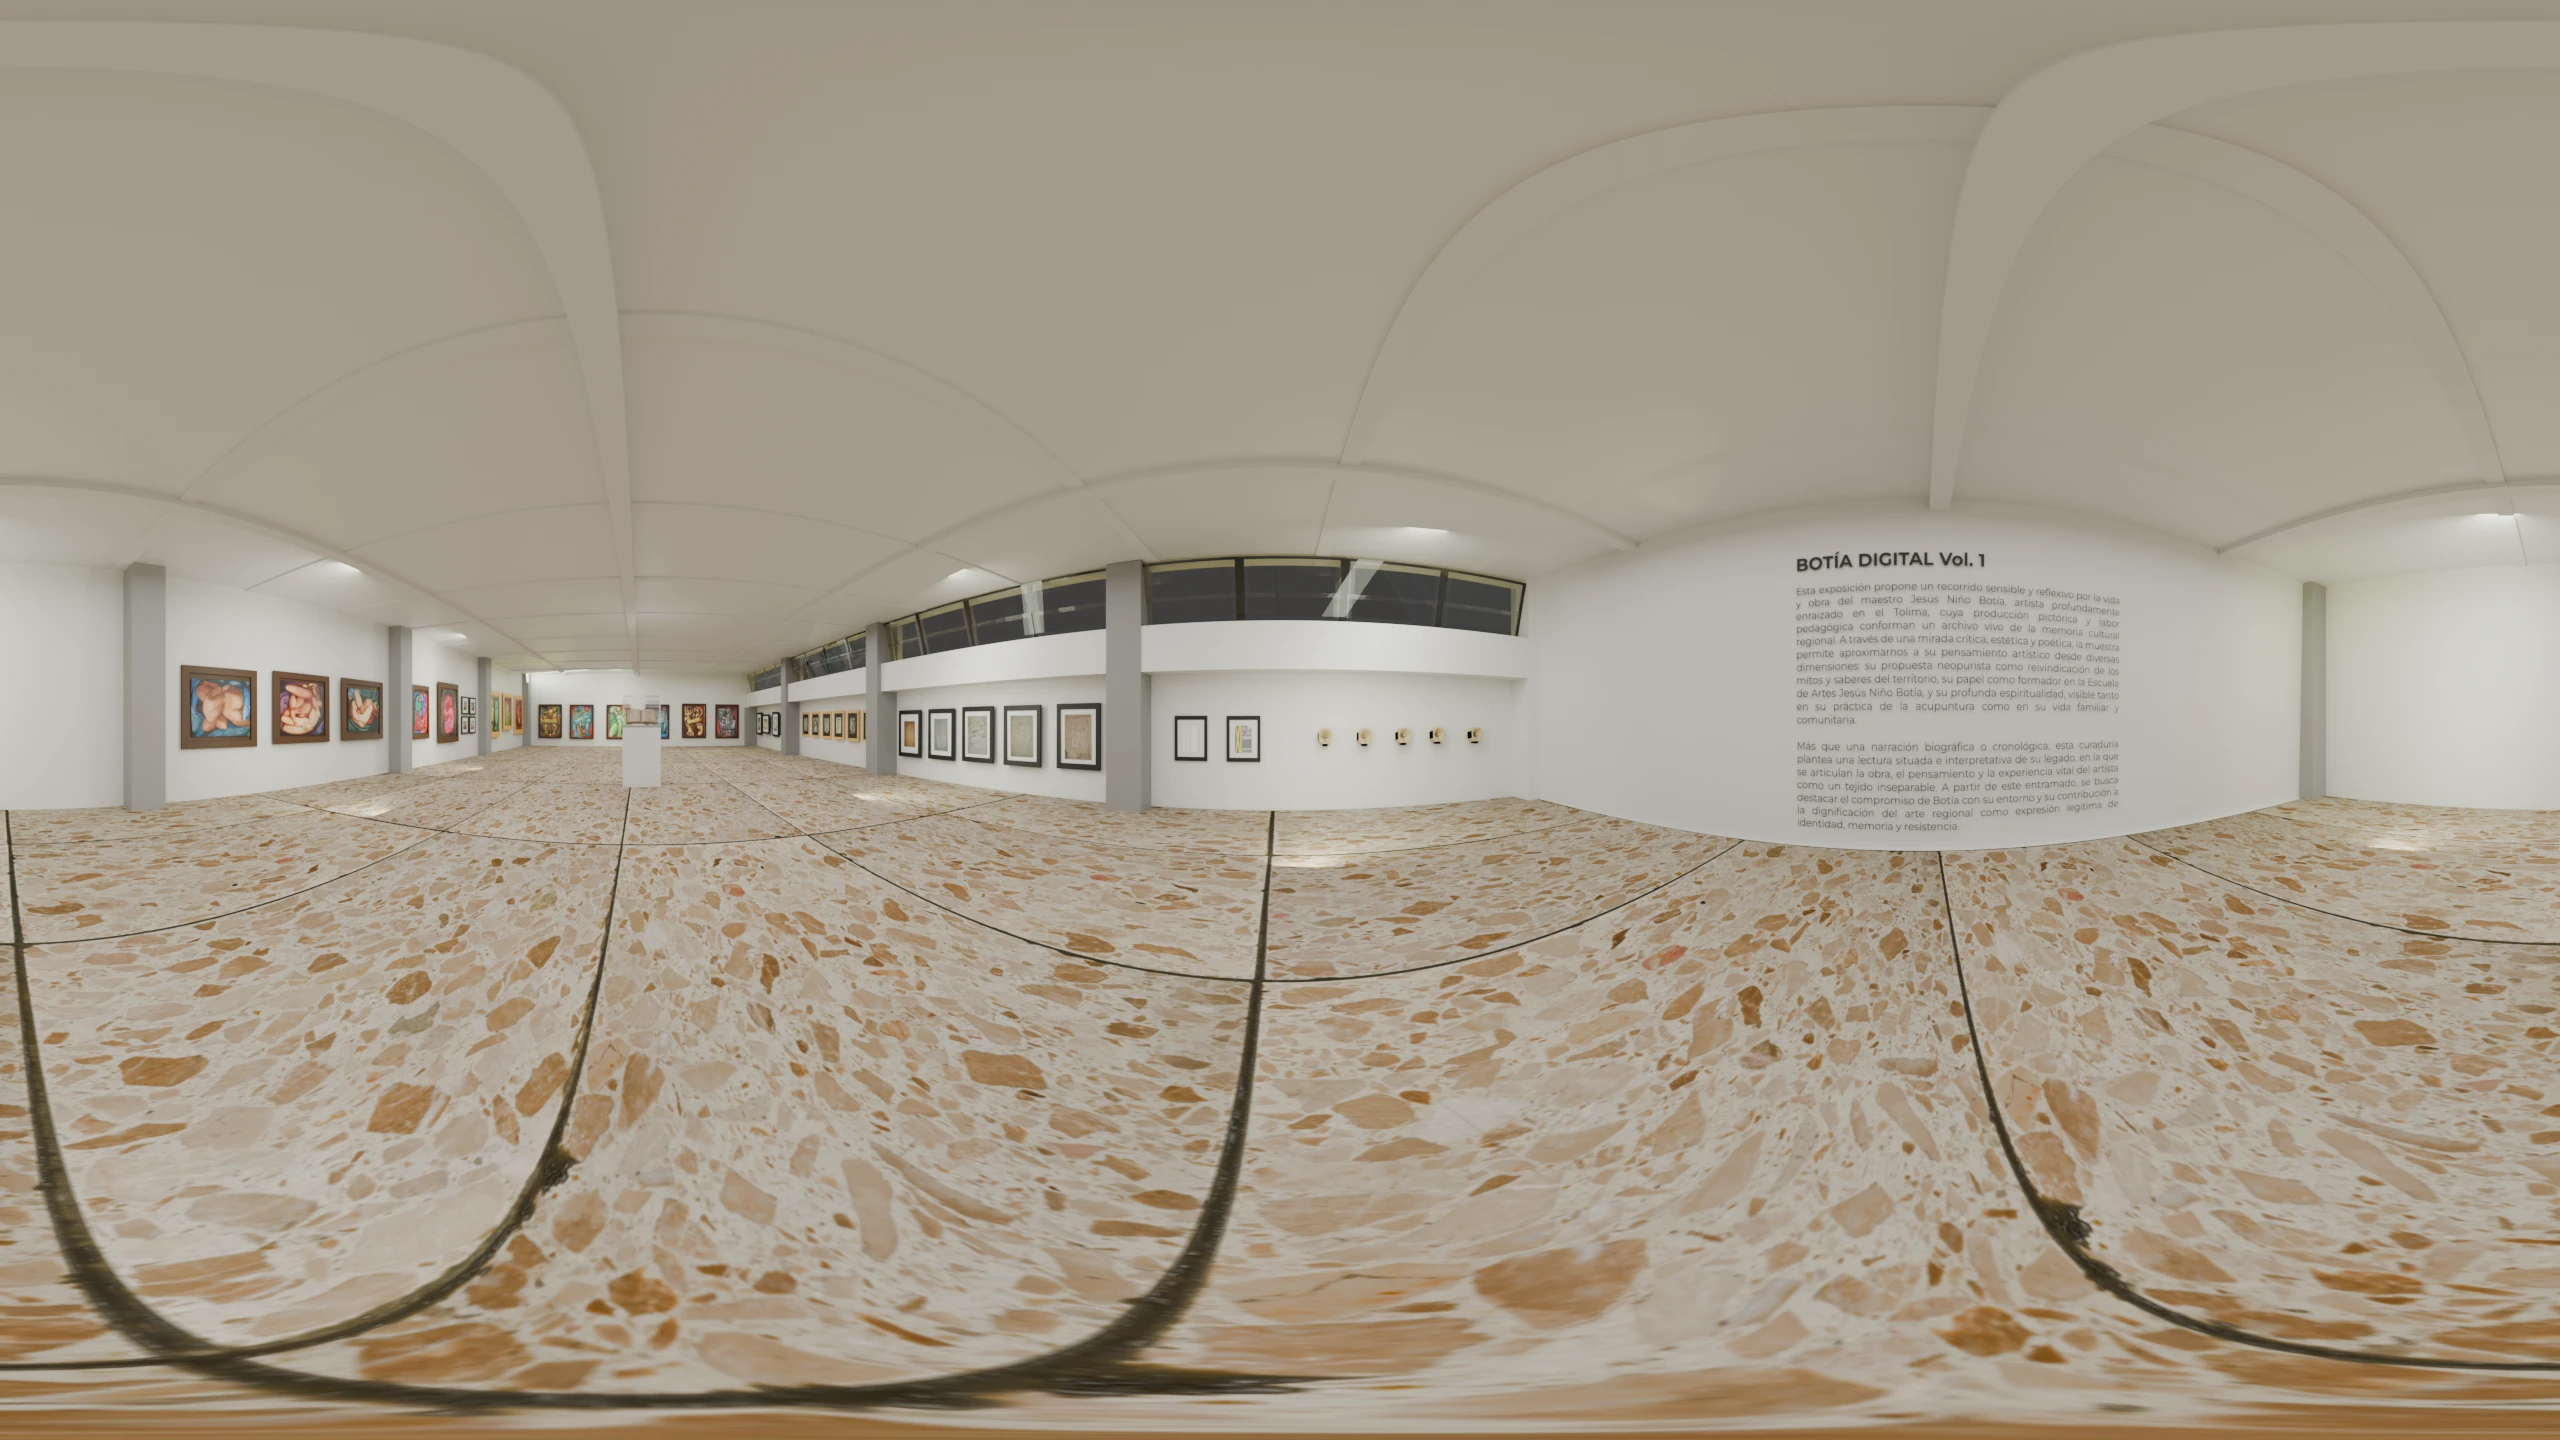 BOTÍA DIGITAL Vol. 1
Esta exposición propone un recorrido sensible y reflexivo por la vida
y obra del maestro Jesús Niño Botía, artista profundamente
enraizado en el Tolima, cuya producción pictórica y labor
pedagógica conforman un archivo vivo de la memoria cultural
regional. A través de una mirada crítica, estética y poética, la muestra
permite aproximarnos a su pensamiento artístico desde diversas
dimensiones: su propuesta neopurista como reivindicación de los
mitos y saberes del territorio, su papel como formador en la Escuela
de Artes Jesús Niño Botía, y su profunda espiritualidad, visible tanto
en su práctica de la acupuntura como en su vida familiar y
comunitaria.
Más que una narración biográfica o cronológica, esta curaduría
plantea una lectura situada e interpretativa de su legado, en la que
se articulan la obra, el pensamiento y la experiencia vital del artista
como un tejido inseparable. A partir de este entramado, se busca
destacar el compromiso de Botía con su entorno y su contribución a
la dignificación del arte regional como expresión legítima de
identidad, memoria y resistencia.